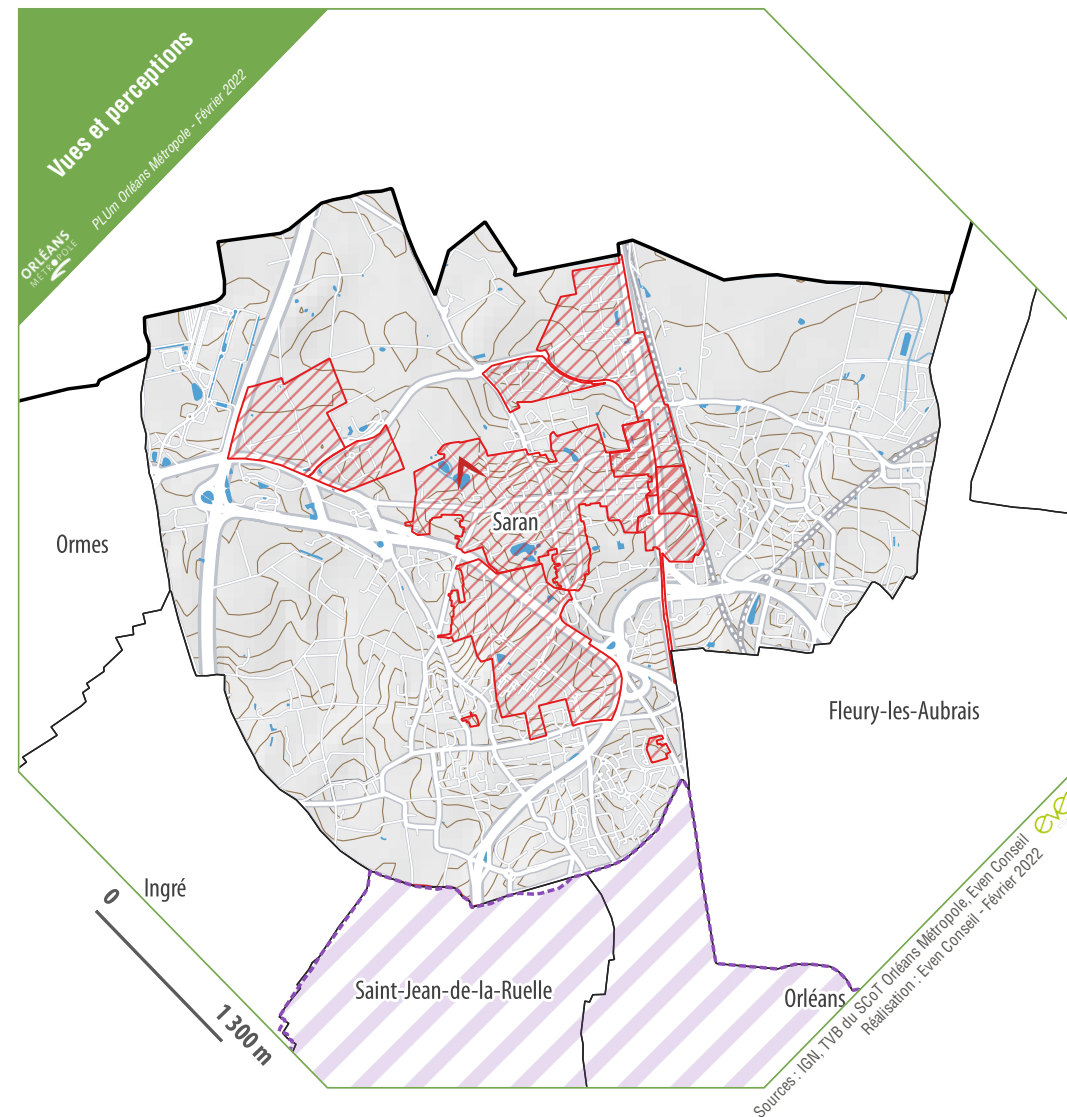 Vues et perceptions
PLUm Orléans Métropole - Février 2022
ORLÉANS
MÉTROPOLE
Saran
Ormes
Fleury-les-Aubrais
Ingré
0
1 300 m
Saint-Jean-de-la-Ruelle
Orléans
Sources : IGN, TVB du SCoT Orléans Métropole, Even Conseil
Réalisation : Even Conseil - Février 2022